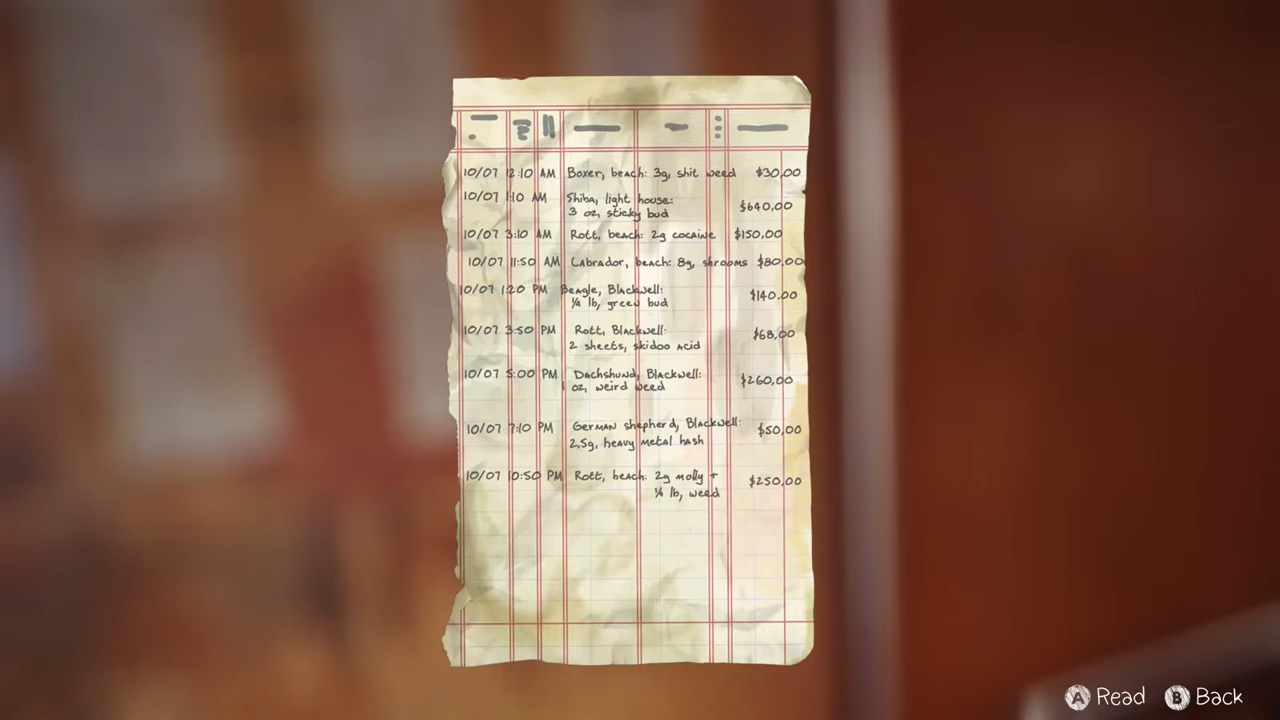 10/07 12:10 AM Boxer, beach: 3g, shit weed $30.00
10/07 1:10 AM Shiba, light house:
3 oz, sticky bud $640.00
10/07 3:10 AM Rott, beach: 2g cocaine $150.00
10/07 11:50 AM Labrador, beach: 8g, shrooms $80.00
10/07 1:20 PM Beagle, Blackwell:
1/4 lb, green bud $140.00
10/07 3:50 PM Rott, Blackwell:
2 sheets, skidoo acid $68.00
10/07 5:00 PM Dachshund, Blackwell:
1 oz, weird weed $260.00
10/07 7:10 PM German shepherd, Blackwell:
2.5g, heavy metal hash $50.00
10/07 10:50 PM Rott, beach: 2g molly +
1/4 lb, weed $250.00
A Read B Back